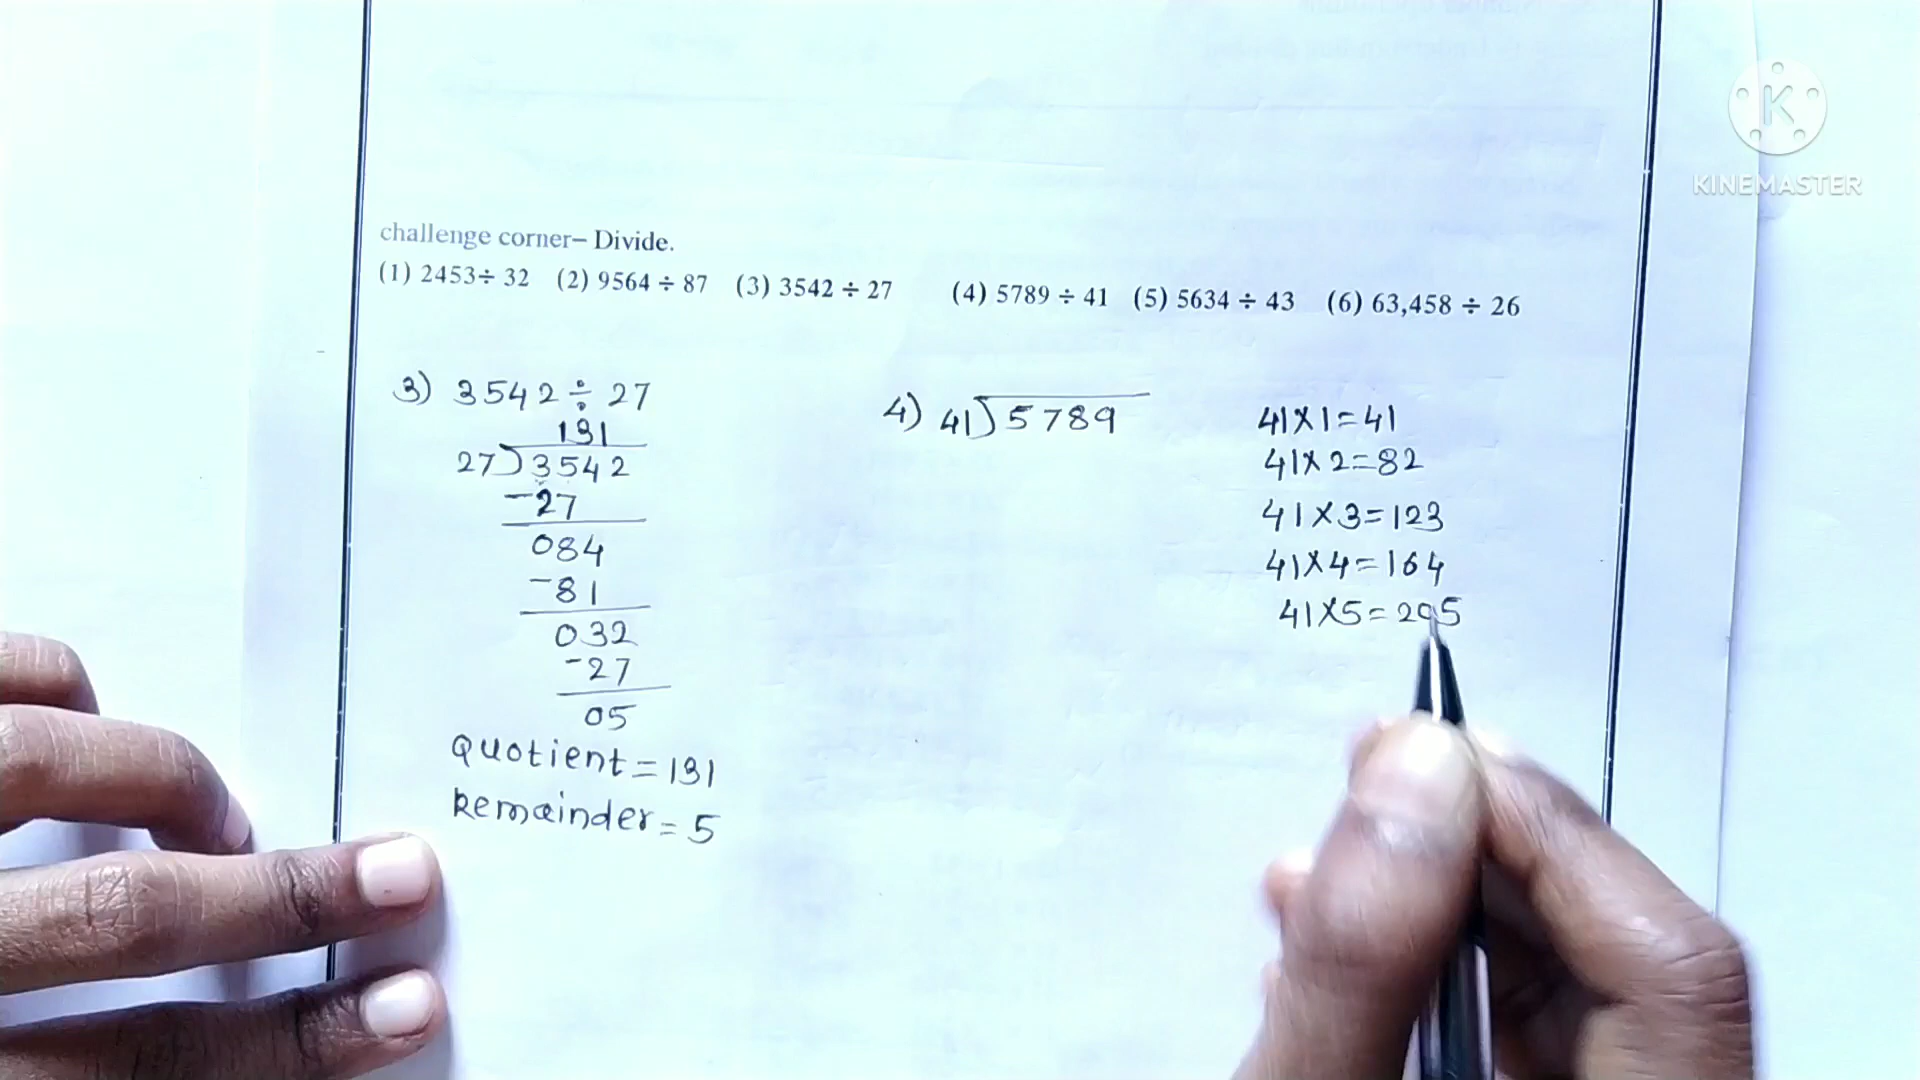 KINEMASTER
challenge corner– Divide.
(1) 2453÷ 32 (2) 9564 ÷ 87 (3) 3542 ÷ 27 (4) 5789 ÷ 41 (5) 5634 ÷ 43 (6) 63,458 ÷ 26
3) 3542 ÷ 27
131
27)3542
-27
084
-81
032
-27
05
Quotient = 131
Remainder = 5
4) 41)5789
41×1=41
41×2=82
41×3=123
41×4=164
41×5=205